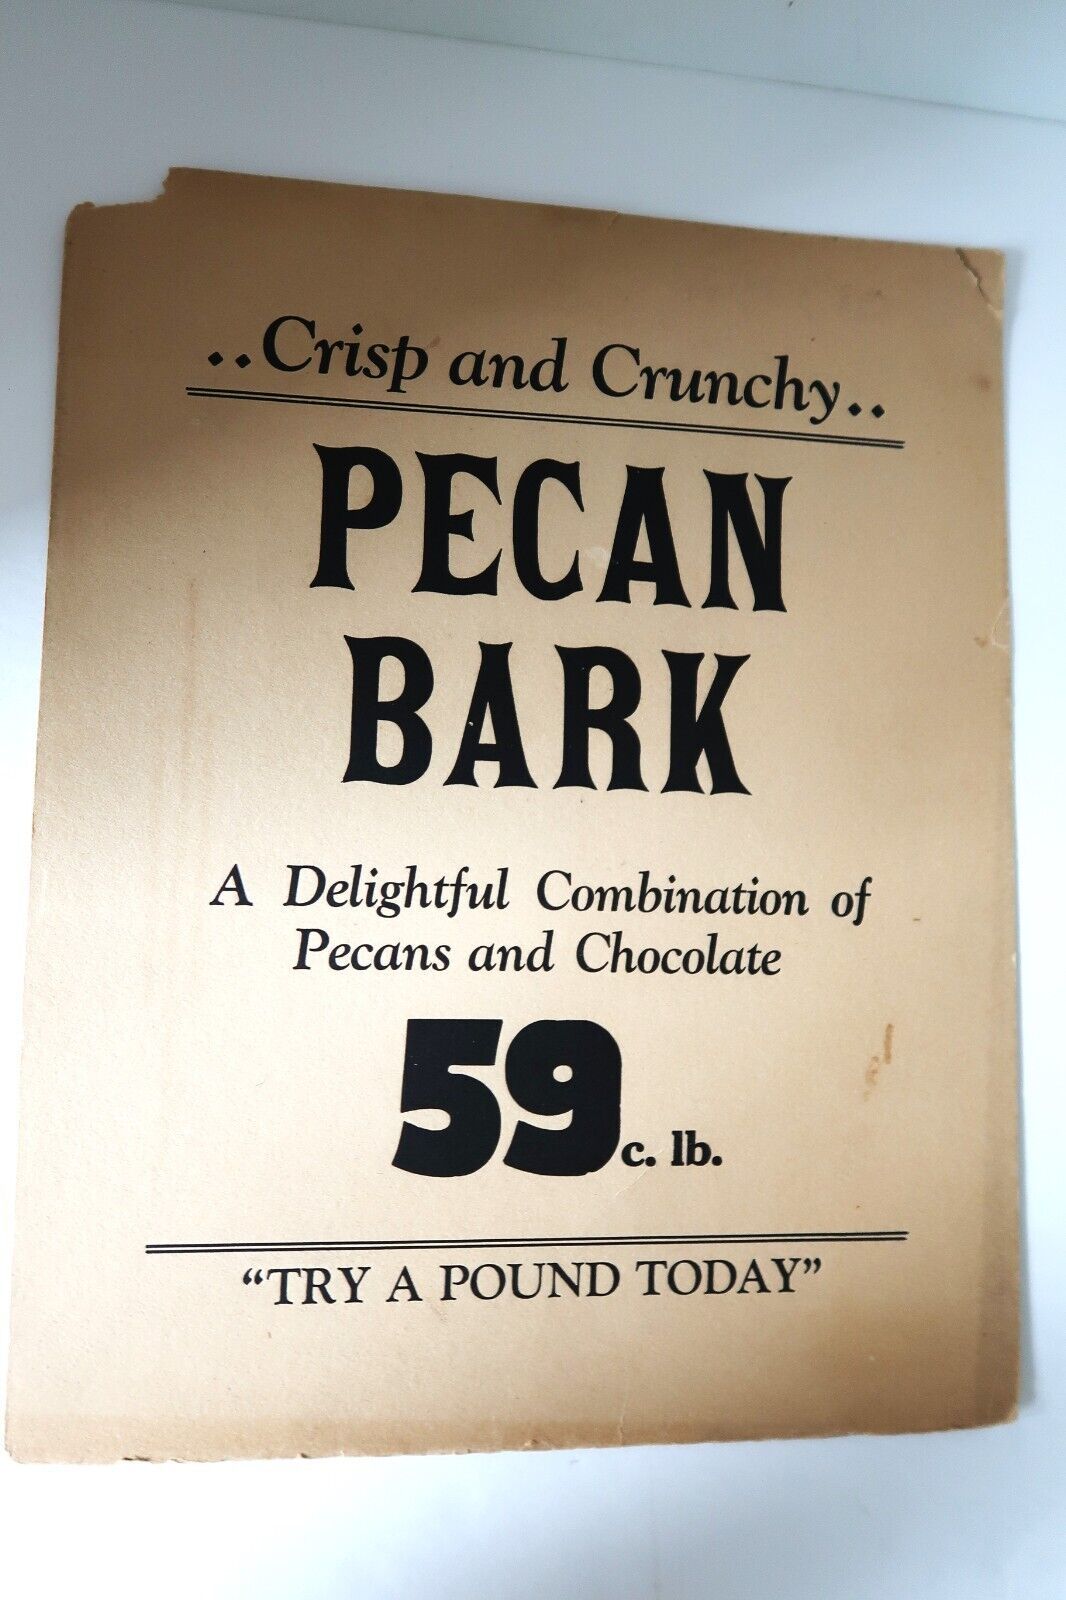 ..Crisp and Crunchy..
PECAN
BARK
A Delightful Combination of
Pecans and Chocolate
59c. lb.
"TRY A POUND TODAY"